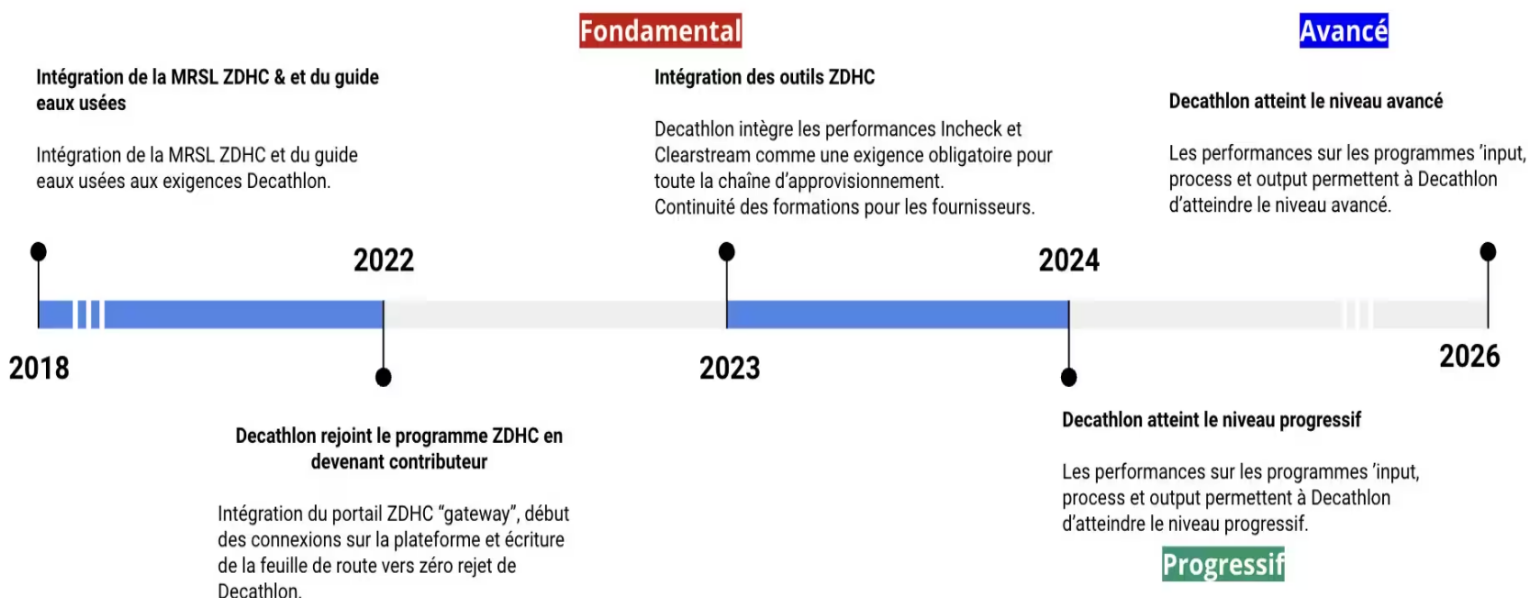 Fondamental
Avancé
Intégration de la MRSL ZDHC & et du guide
eaux usées
Intégration de la MRSL ZDHC et du guide
eaux usées aux exigences Decathlon.
Intégration des outils ZDHC
Decathlon intègre les performances Incheck et
Clearstream comme une exigence obligatoire pour
toute la chaîne d’approvisionnement.
Continuité des formations pour les fournisseurs.
Decathlon atteint le niveau avancé
Les performances sur les programmes ’input,
process et output permettent à Decathlon
d’atteindre le niveau avancé.
2022
2024
2018
2023
2026
Decathlon rejoint le programme ZDHC en
devenant contributeur
Intégration du portail ZDHC “gateway”, début
des connexions sur la plateforme et écriture
de la feuille de route vers zéro rejet de
Decathlon.
Decathlon atteint le niveau progressif
Les performances sur les programmes ’input,
process et output permettent à Decathlon
d’atteindre le niveau progressif.
Progressif